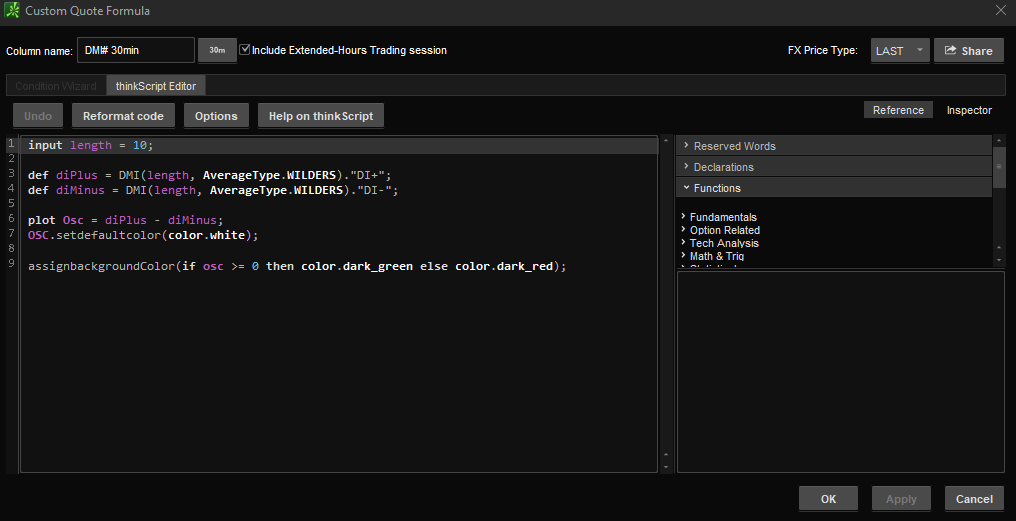 Custom Quote Formula
Column name: DMI# 30min 30m Include Extended-Hours Trading session FX Price Type: LAST Share
Condition Wizard thinkScript Editor
Undo Reformat code Options Help on thinkScript Reference Inspector
1 input length = 10;
2
3 def diPlus = DMI(length, AverageType.WILDERS)."DI+";
4 def diMinus = DMI(length, AverageType.WILDERS)."DI-";
5
6 plot Osc = diPlus - diMinus;
7 OSC.setdefaultcolor(color.white);
8
9 assignbackgroundColor(if osc >= 0 then color.dark_green else color.dark_red);
Reserved Words
Declarations
Functions
Fundamentals
Option Related
Tech Analysis
Math & Trig
OK Apply Cancel